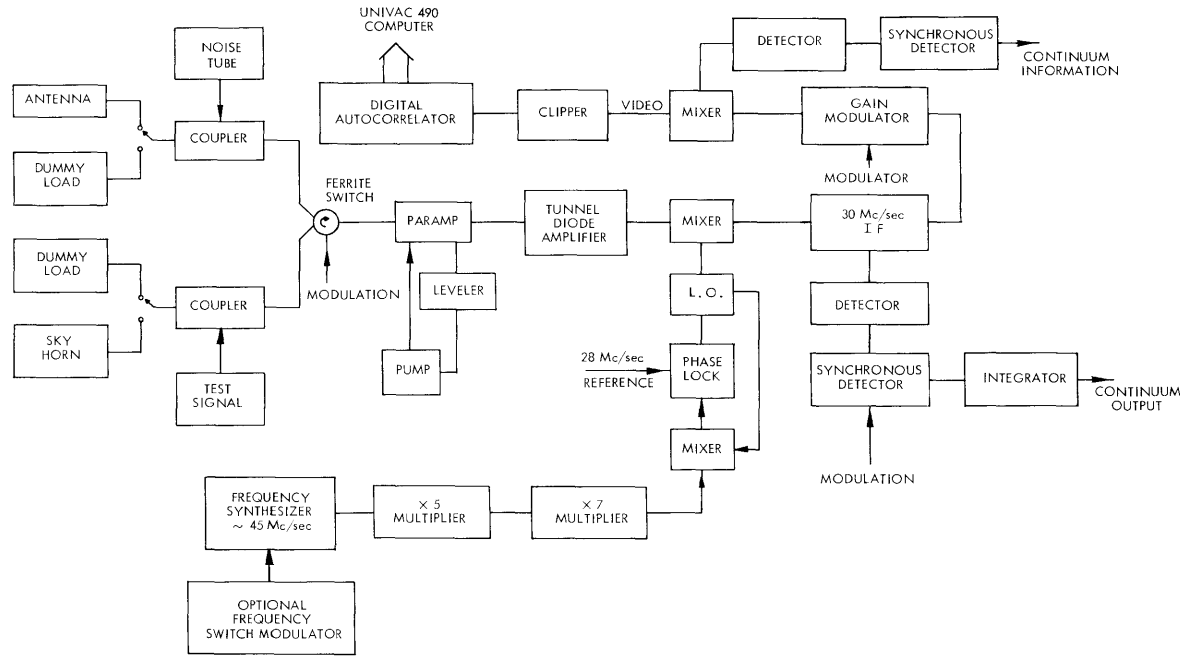 UNIVAC 490
COMPUTER
NOISE
TUBE
DETECTOR
SYNCHRONOUS
DETECTOR
CONTINUUM
INFORMATION
ANTENNA
COUPLER
DIGITAL
AUTOCORRELATOR
CLIPPER
VIDEO
MIXER
GAIN
MODULATOR
DUMMY
LOAD
MODULATOR
FERRITE
SWITCH
PARAMP
TUNNEL
DIODE
AMPLIFIER
MIXER
30 Mc/sec
I F
DUMMY
LOAD
COUPLER
MODULATION
LEVELER
L.O.
DETECTOR
SKY
HORN
PUMP
28 Mc/sec
REFERENCE
PHASE
LOCK
SYNCHRONOUS
DETECTOR
INTEGRATOR
CONTINUUM
OUTPUT
TEST
SIGNAL
MIXER
MODULATION
FREQUENCY
SYNTHESIZER
~ 45 Mc/sec
× 5
MULTIPLIER
× 7
MULTIPLIER
OPTIONAL
FREQUENCY
SWITCH MODULATOR